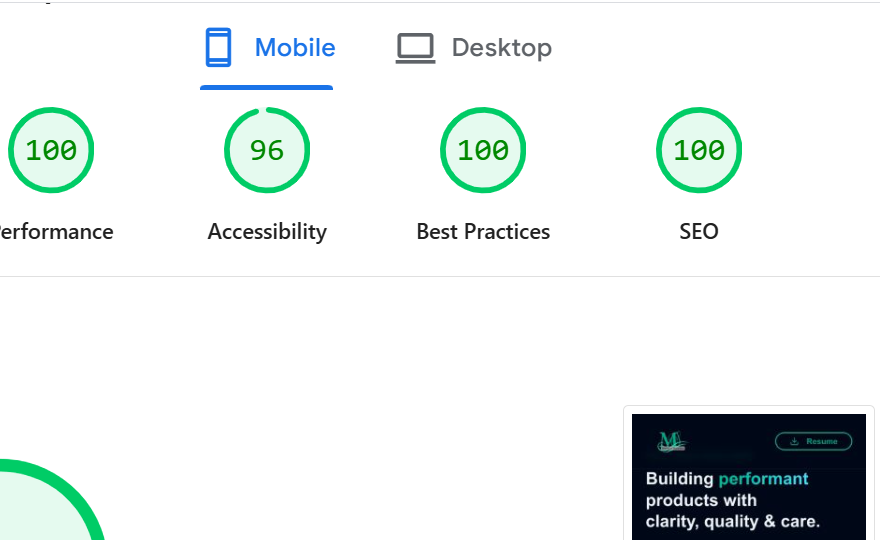 Mobile
Desktop
100
96
100
100
erformance
Accessibility
Best Practices
SEO
Resume
Building performant
products with
clarity, quality & care.